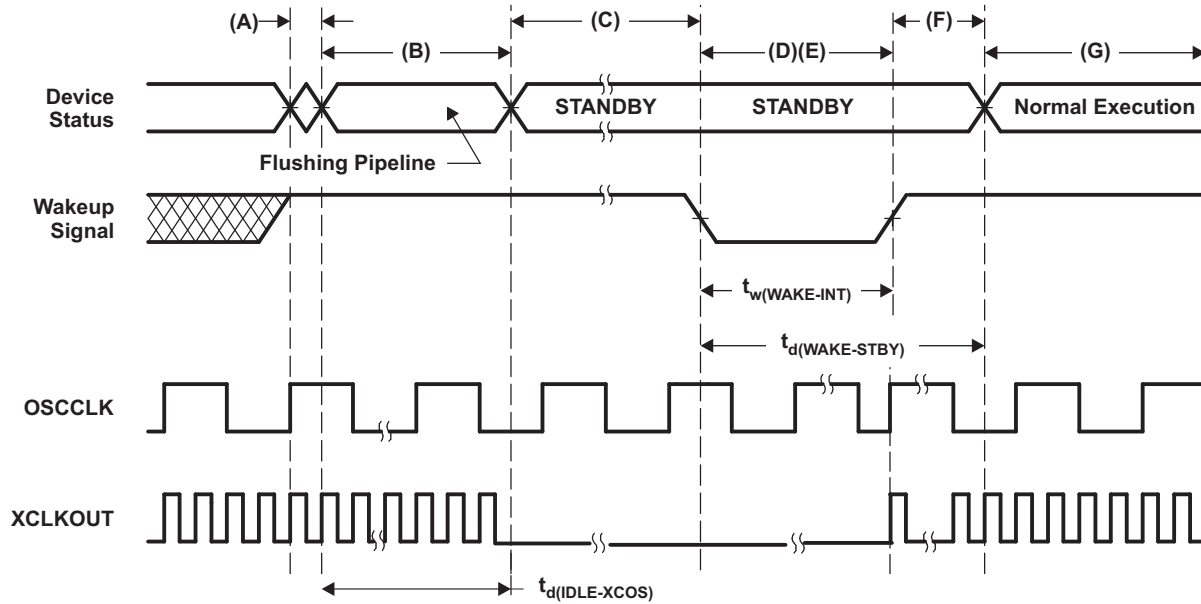 (A)
(C)
(F)
(B)
(D)(E)
(G)
Device
Status
STANDBY
STANDBY
Normal Execution
Flushing Pipeline
Wakeup
Signal
tw(WAKE-INT)
td(WAKE-STBY)
OSCCLK
XCLKOUT
td(IDLE-XCOS)